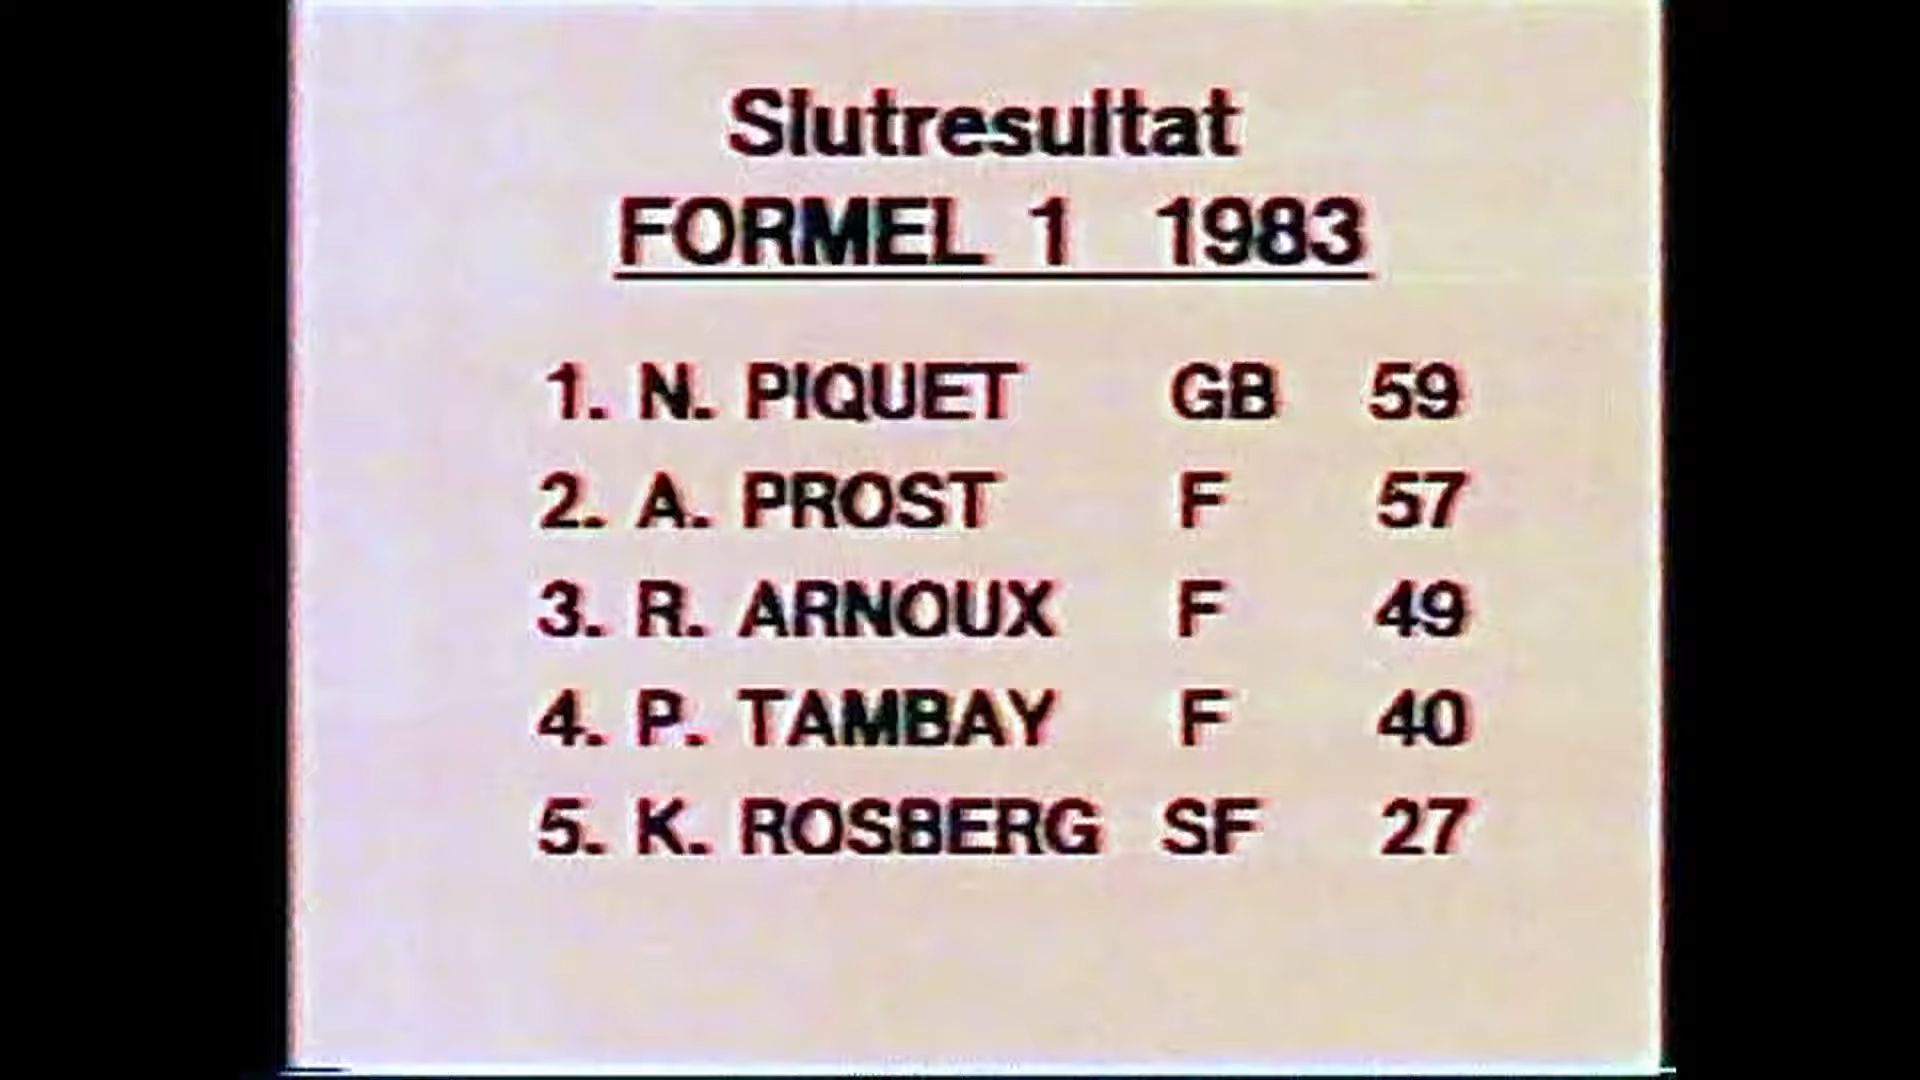 Slutresultat
FORMEL 1 1983
1. N. PIQUET GB 59
2. A. PROST F 57
3. R. ARNOUX F 49
4. P. TAMBAY F 40
5. K. ROSBERG SF 27